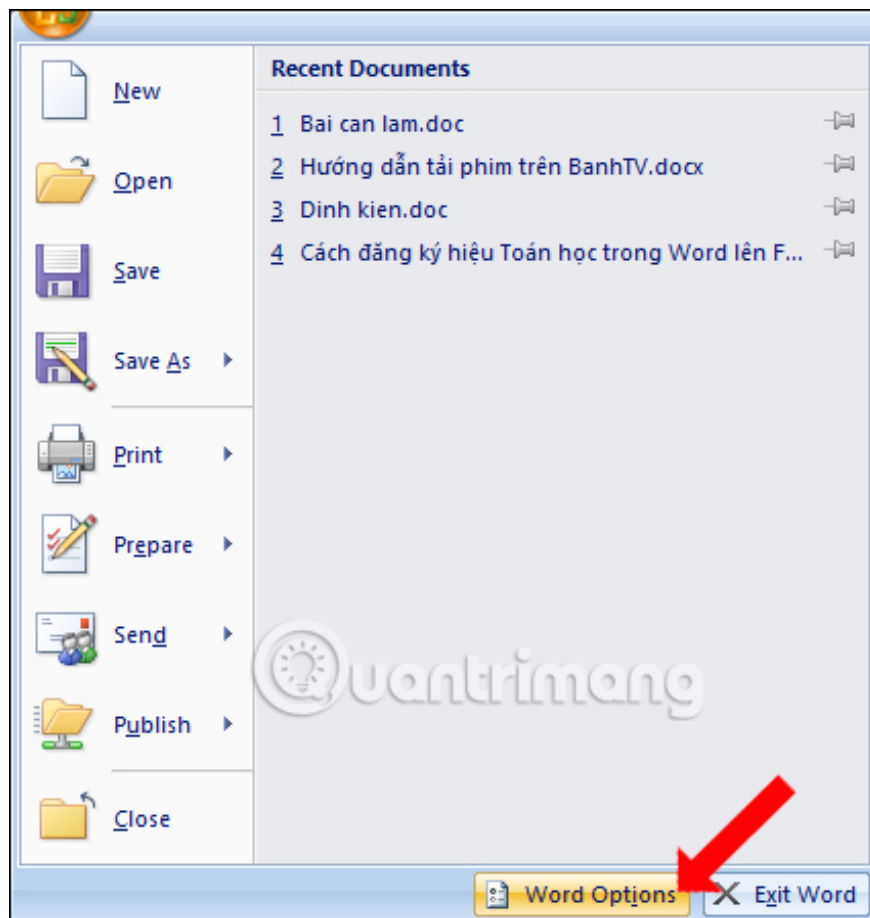 New
Open
Save
Save As
Print
Prepare
Send
Publish
Close
Recent Documents
1 Bai can lam.doc
2 Hướng dẫn tải phim trên BanhTV.docx
3 Dinh kien.doc
4 Cách đăng ký hiệu Toán học trong Word lên F...
Quantrimang
Word Options
Exit Word